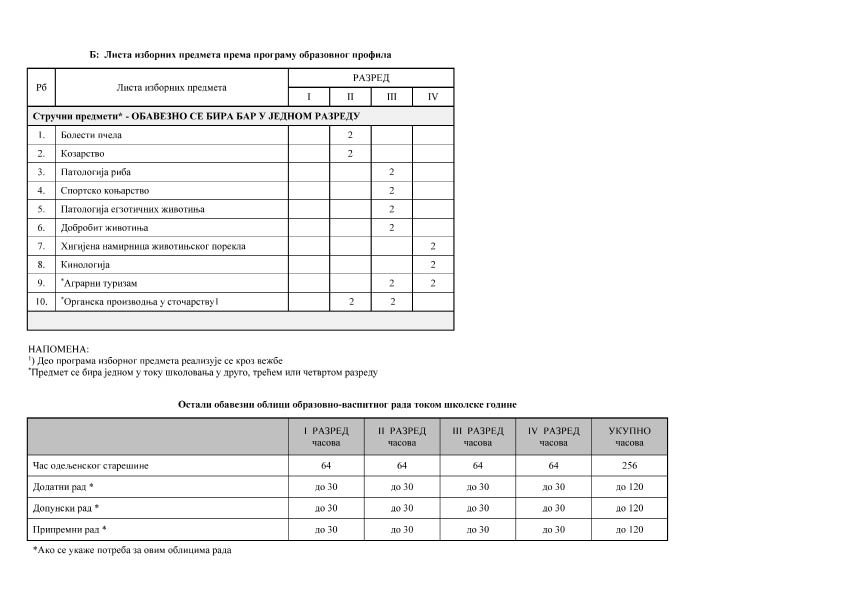 Б: Листа изборних предмета према програму образовног профила
Рб Листа изборних предмета РАЗРЕД
I II III IV
Стручни предмети* - ОБАВЕЗНО СЕ БИРА БАР У ЈЕДНОМ РАЗРЕДУ
1. Болести пчела 2
2. Козарство 2
3. Патологија риба 2
4. Спортско коњарство 2
5. Патологија егзотичних животиња 2
6. Добробит животиња 2
7. Хигијена намирница животињског порекла 2
8. Кинологија 2
9. *Аграрни туризам 2 2
10. *Органска производња у сточарству1 2 2
НАПОМЕНА:
1) Део програма изборног предмета реализује се кроз вежбе
*Предмет се бира једном у току школовања у друго, трећем или четвртом разреду
Остали обавезни облици образовно-васпитног рада током школске године
I РАЗРЕД II РАЗРЕД III РАЗРЕД IV РАЗРЕД УКУПНО
часова часова часова часова часова
Час одељенског старешине 64 64 64 64 256
Додатни рад * до 30 до 30 до 30 до 30 до 120
Допунски рад * до 30 до 30 до 30 до 30 до 120
Припремни рад * до 30 до 30 до 30 до 30 до 120
*Ако се укаже потреба за овим облицима рада